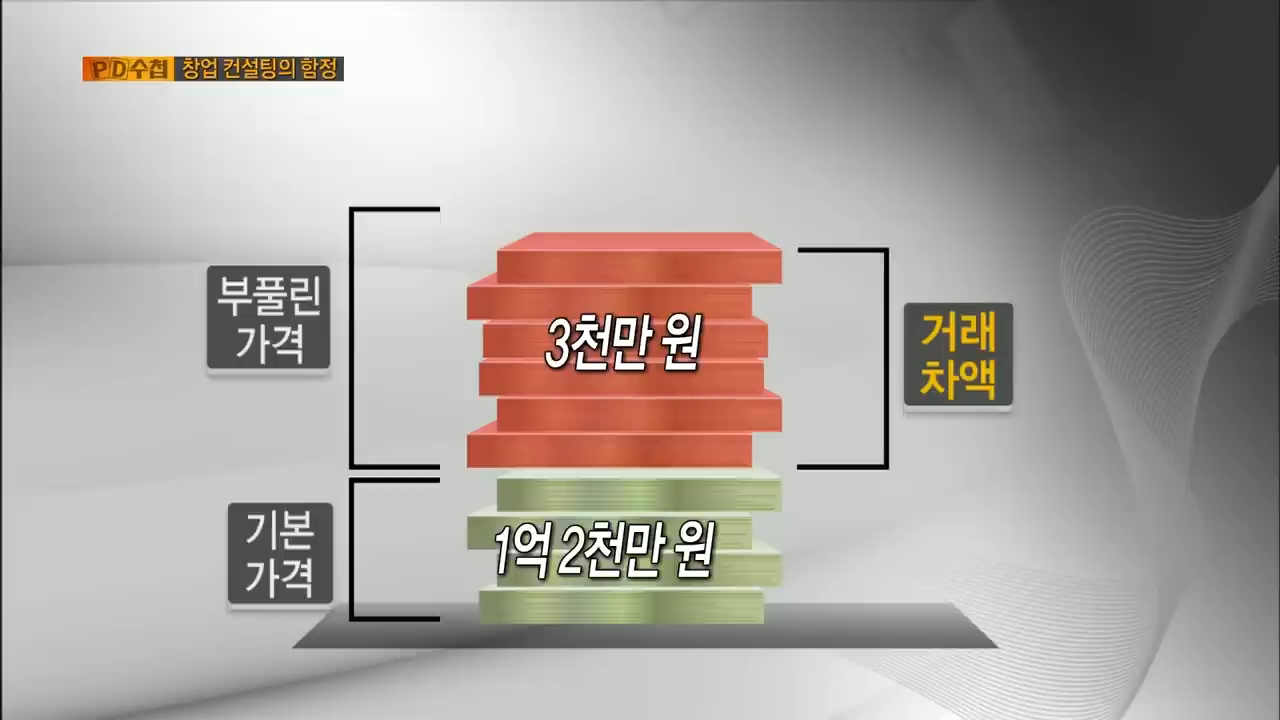 PD수첩 창업 컨설팅의 함정
부풀린
가격
3천만 원
거래
차액
기본
가격
1억 2천만 원